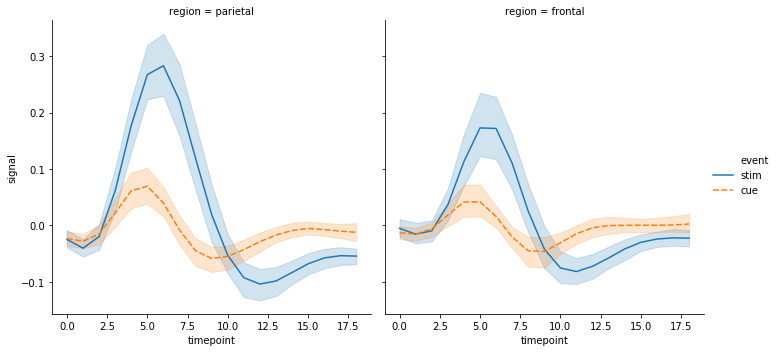 region = parietal
region = frontal
0.3
0.2
0.1
0.0
−0.1
signal
0.0 2.5 5.0 7.5 10.0 12.5 15.0 17.5
0.0 2.5 5.0 7.5 10.0 12.5 15.0 17.5
timepoint
timepoint
event
stim
cue